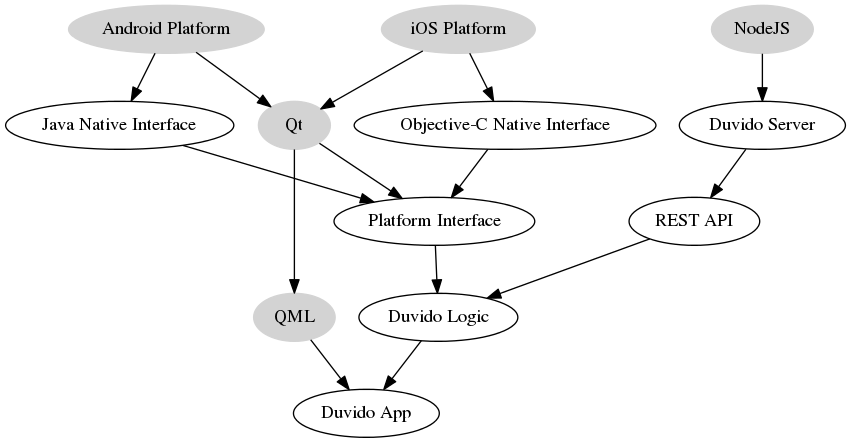 Android Platform
iOS Platform
NodeJS
Java Native Interface
Qt
Objective-C Native Interface
Duvido Server
Platform Interface
REST API
QML
Duvido Logic
Duvido App